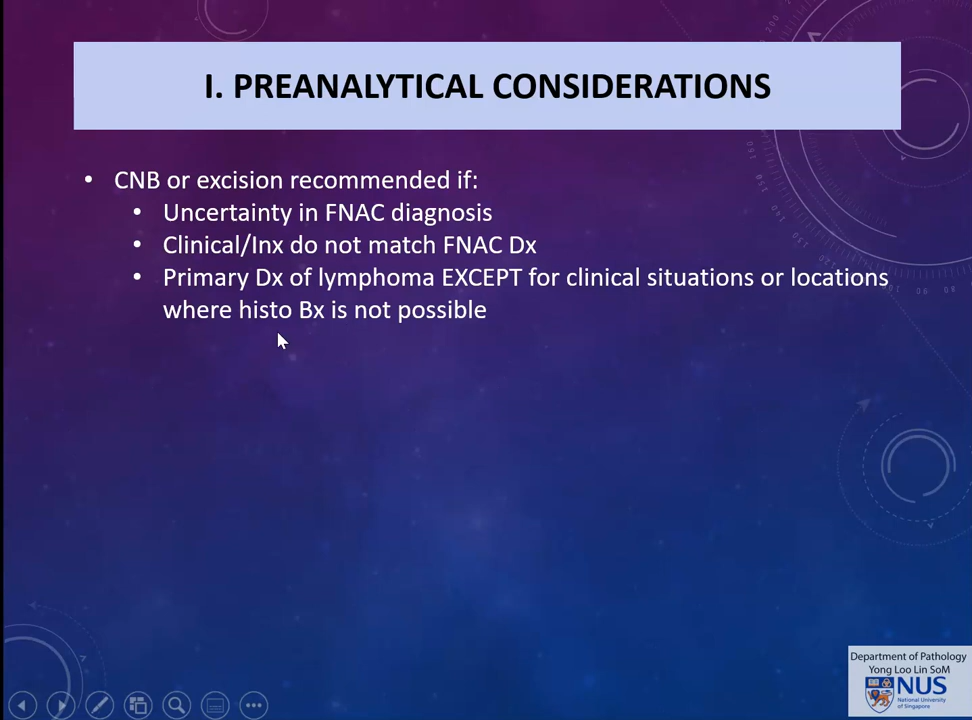 I. PREANALYTICAL CONSIDERATIONS
• CNB or excision recommended if:
• Uncertainty in FNAC diagnosis
• Clinical/Inx do not match FNAC Dx
• Primary Dx of lymphoma EXCEPT for clinical situations or locations
where histo Bx is not possible
Department of Pathology
Yong Loo Lin SoM
NUS
National University
of Singapore